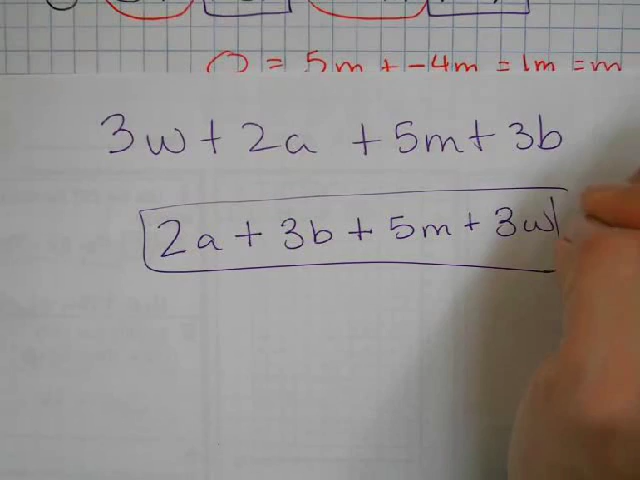 = 5m + -4m = 1m = m
3w + 2a + 5m + 3b
2a + 3b + 5m + 3w